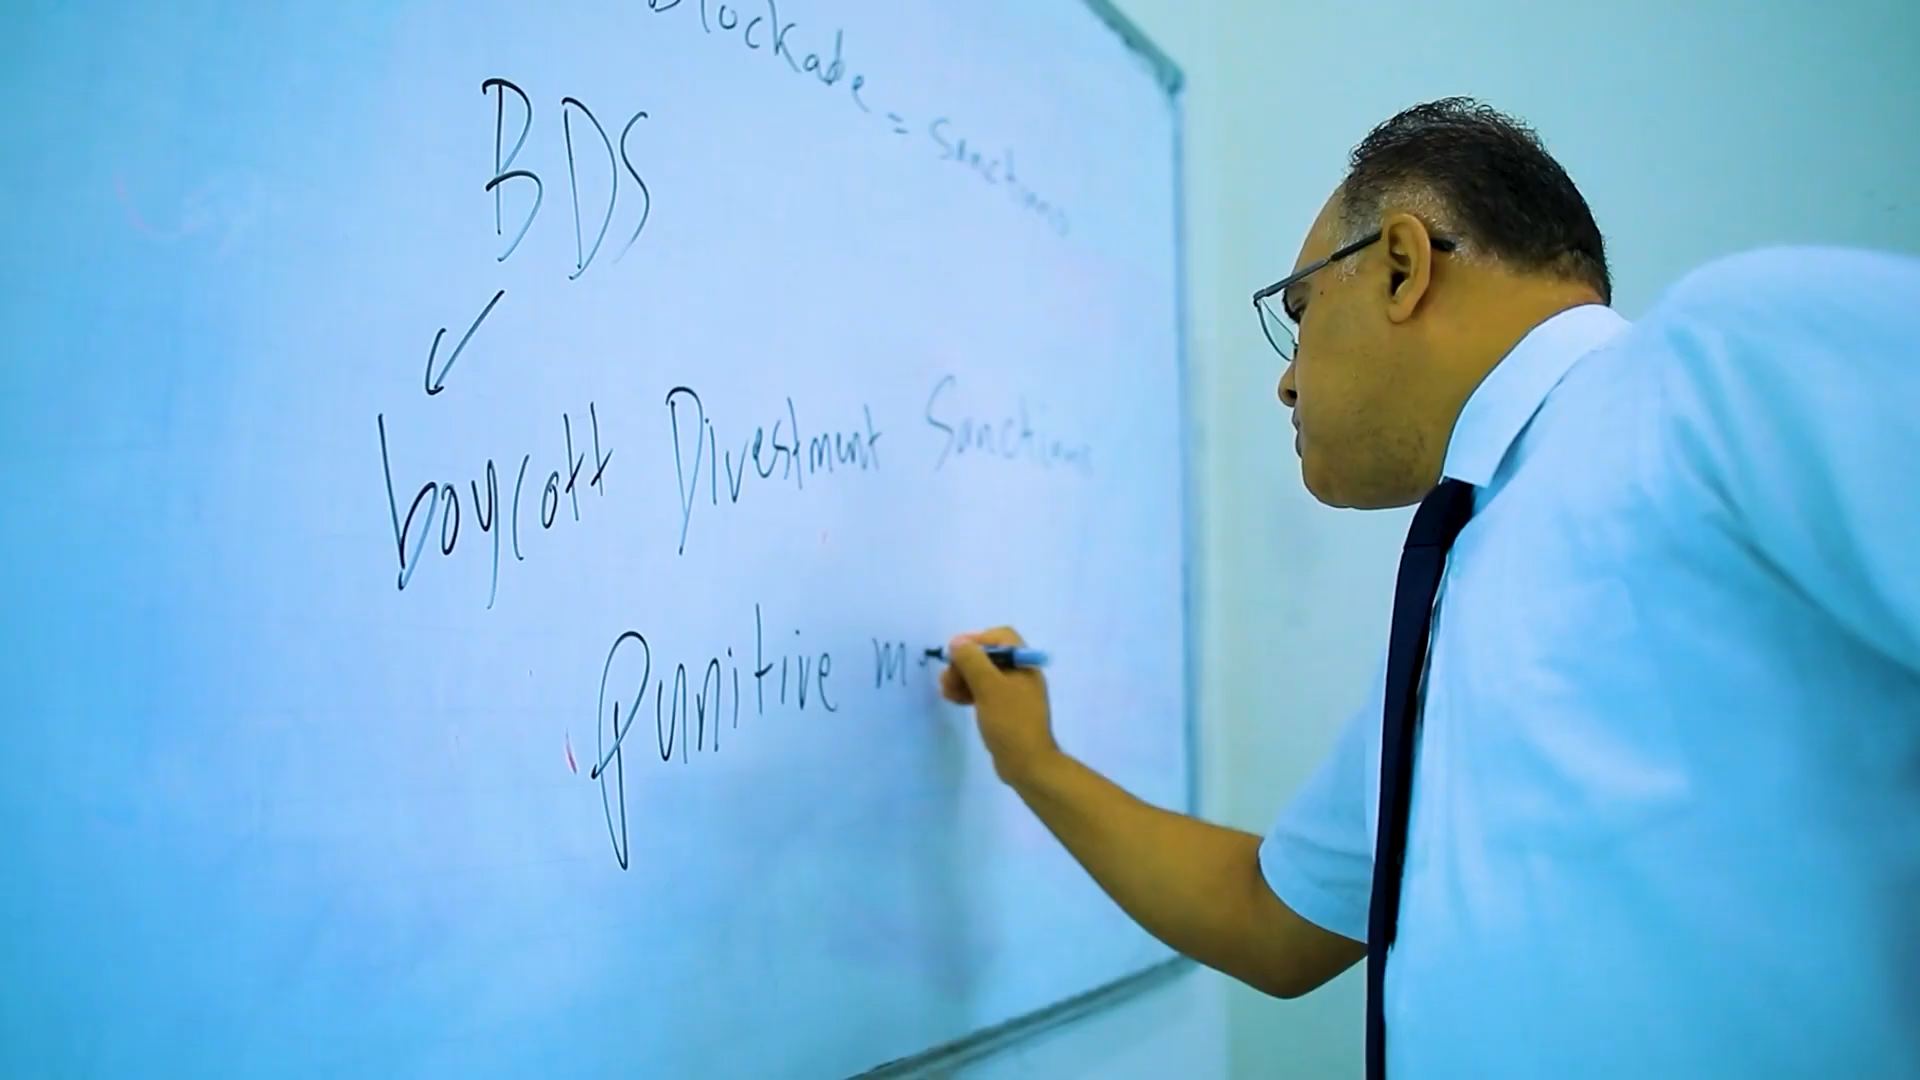 Blockade = Sanctions
BDS
boycott Divestment Sanctions
punitive m